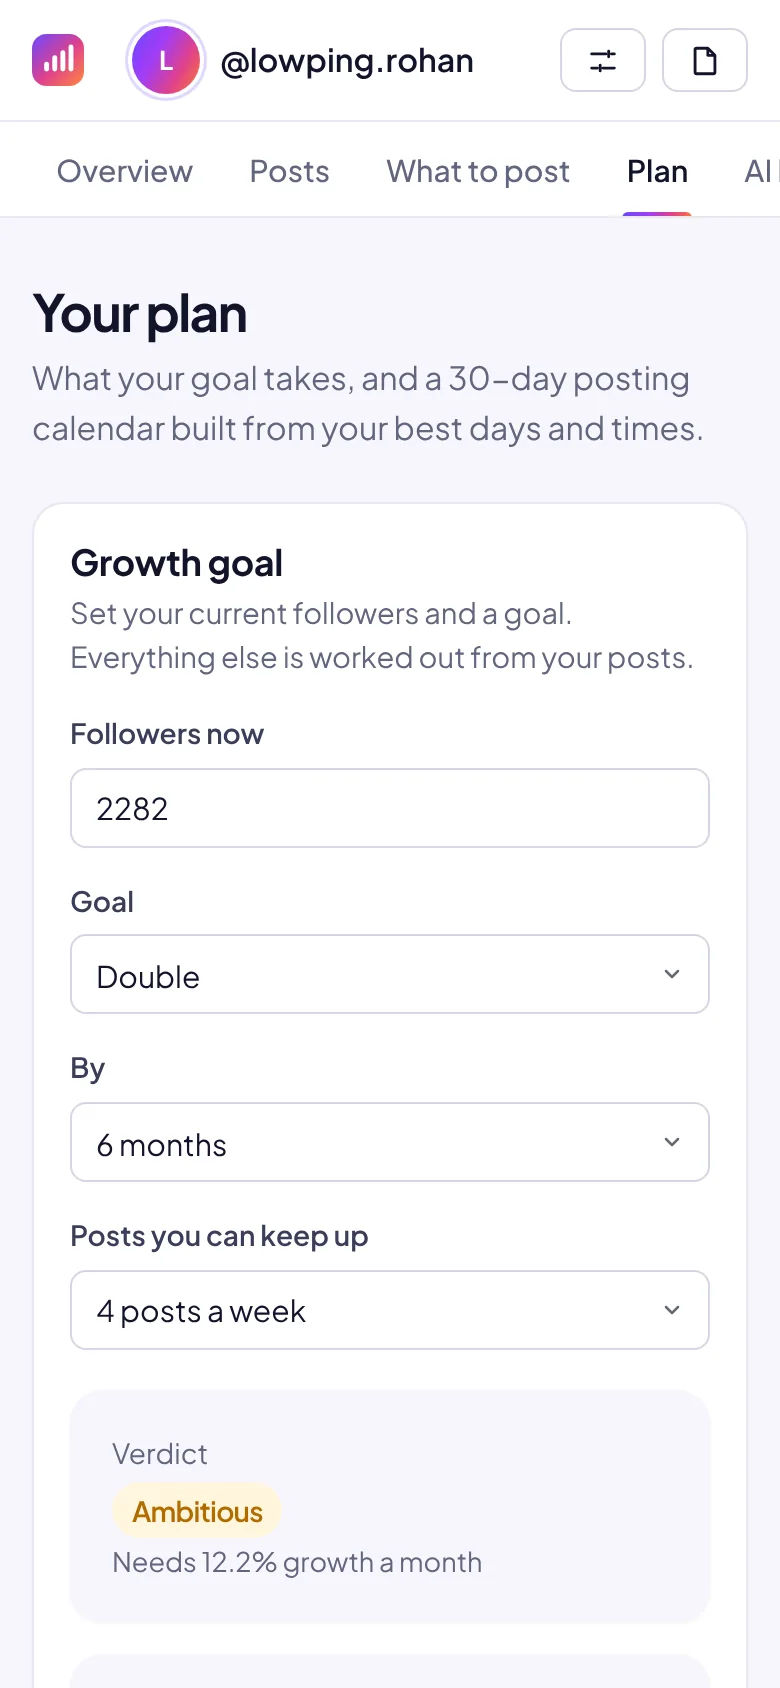 L
@lowping.rohan
Overview Posts What to post Plan AI
Your plan
What your goal takes, and a 30-day posting
calendar built from your best days and times.
Growth goal
Set your current followers and a goal.
Everything else is worked out from your posts.
Followers now
2282
Goal
Double
By
6 months
Posts you can keep up
4 posts a week
Verdict
Ambitious
Needs 12.2% growth a month